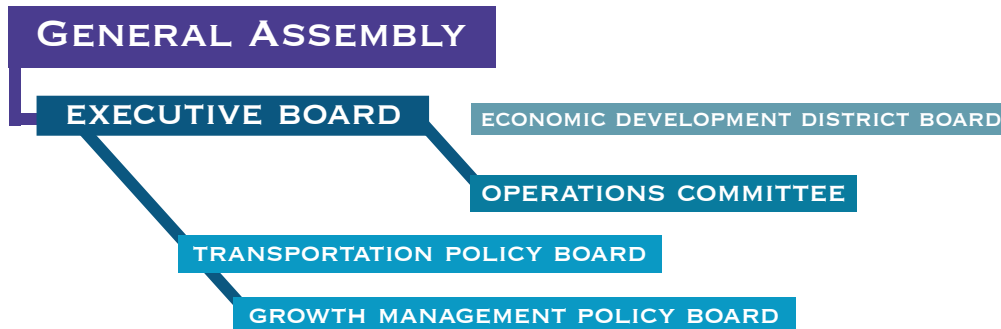 GENERAL ASSEMBLY
EXECUTIVE BOARD
ECONOMIC DEVELOPMENT DISTRICT BOARD
OPERATIONS COMMITTEE
TRANSPORTATION POLICY BOARD
GROWTH MANAGEMENT POLICY BOARD